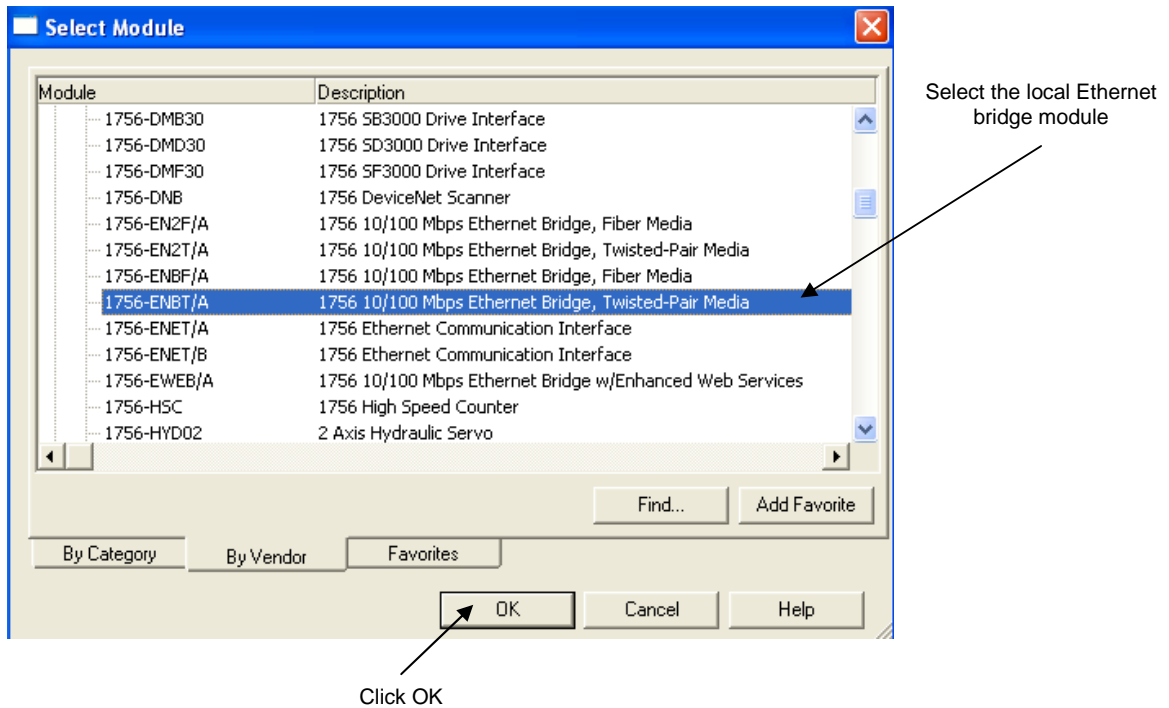 Select Module
Module Description
1756-DMB30 1756 SB3000 Drive Interface
1756-DMD30 1756 SD3000 Drive Interface
1756-DMF30 1756 SF3000 Drive Interface
1756-DNB 1756 DeviceNet Scanner
1756-EN2F/A 1756 10/100 Mbps Ethernet Bridge, Fiber Media
1756-EN2T/A 1756 10/100 Mbps Ethernet Bridge, Twisted-Pair Media
1756-ENBF/A 1756 10/100 Mbps Ethernet Bridge, Fiber Media
1756-ENBT/A 1756 10/100 Mbps Ethernet Bridge, Twisted-Pair Media
1756-ENET/A 1756 Ethernet Communication Interface
1756-ENET/B 1756 Ethernet Communication Interface
1756-EWEB/A 1756 10/100 Mbps Ethernet Bridge w/Enhanced Web Services
1756-HSC 1756 High Speed Counter
1756-HYD02 2 Axis Hydraulic Servo
Find... Add Favorite
By Category By Vendor Favorites
OK Cancel Help
Select the local Ethernet
bridge module
Click OK